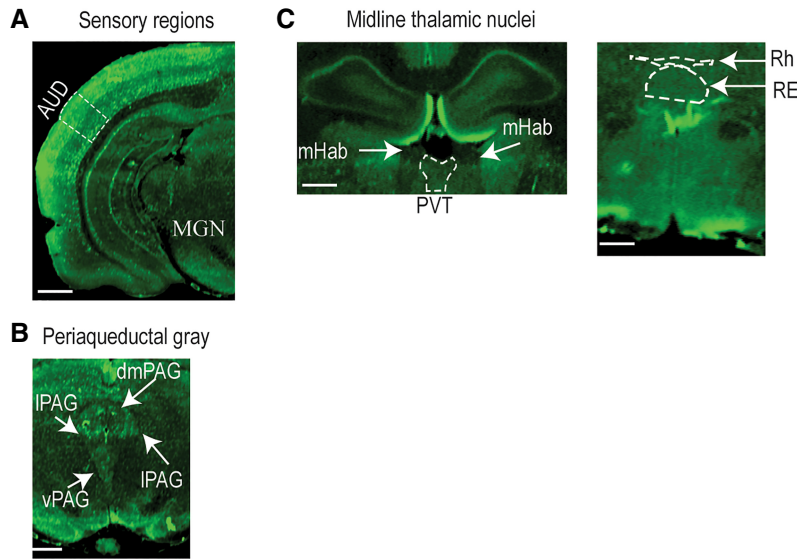 A Sensory regions
AUD
MGN
B Periaqueductal gray
dmPAG
lPAG
lPAG
vPAG
C Midline thalamic nuclei
mHab
mHab
PVT
Rh
RE